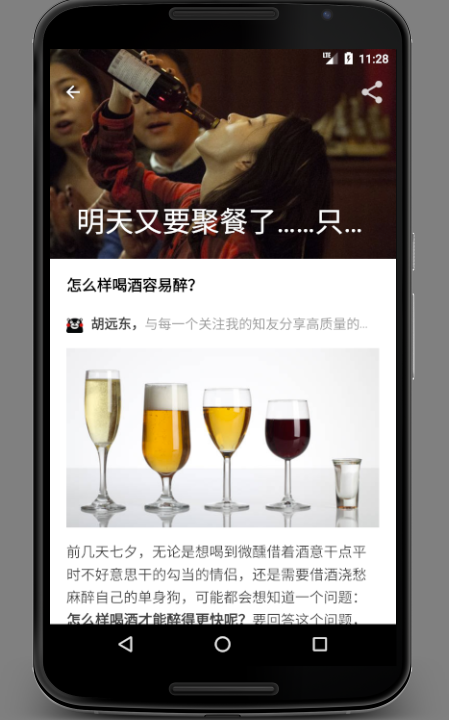 LTE 11:28
明天又要聚餐了……只…
怎么样喝酒容易醉？
胡远东，与每一个关注我的知友分享高质量的…
前几天七夕，无论是想喝到微醺借着酒意干点平
时不好意思干的勾当的情侣，还是需要借酒浇愁
麻醉自己的单身狗，可能都会想知道一个问题：
怎么样喝酒才能醉得更快呢？要回答这个问题，